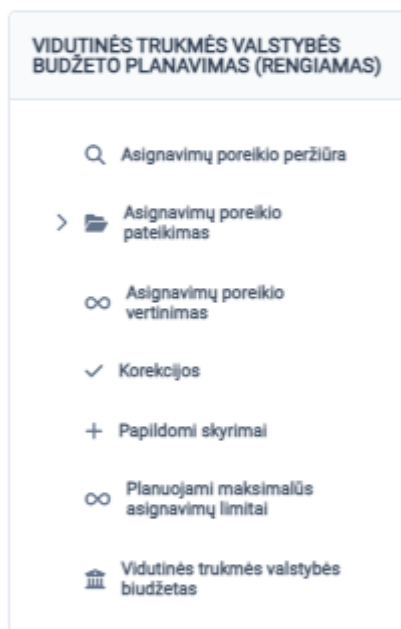 VIDUTINĖS TRUKMĖS VALSTYBĖS
BUDŽETO PLANAVIMAS (RENGIAMAS)
Asignavimų poreikio peržiūra
Asignavimų poreikio
pateikimas
Asignavimų poreikio
vertinimas
Korekcijos
Papildomi skyrimai
Planuojami maksimalūs
asignavimų limitai
Vidutinės trukmės valstybės
biudžetas